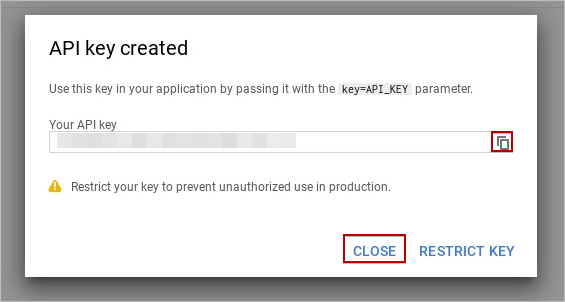 API key created
Use this key in your application by passing it with the key=API_KEY parameter.
Your API key
Restrict your key to prevent unauthorized use in production.
CLOSE RESTRICT KEY